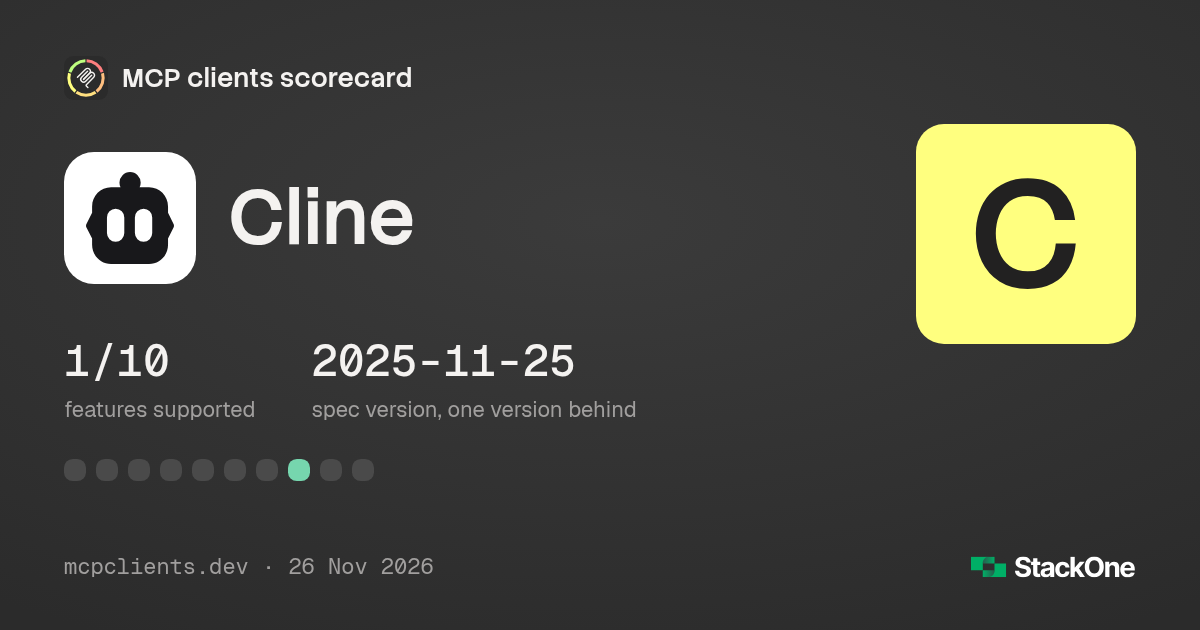 MCP clients scorecard
Cline
C
1/10
features supported
2025-11-25
spec version, one version behind
mcpclients.dev · 26 Nov 2026
StackOne